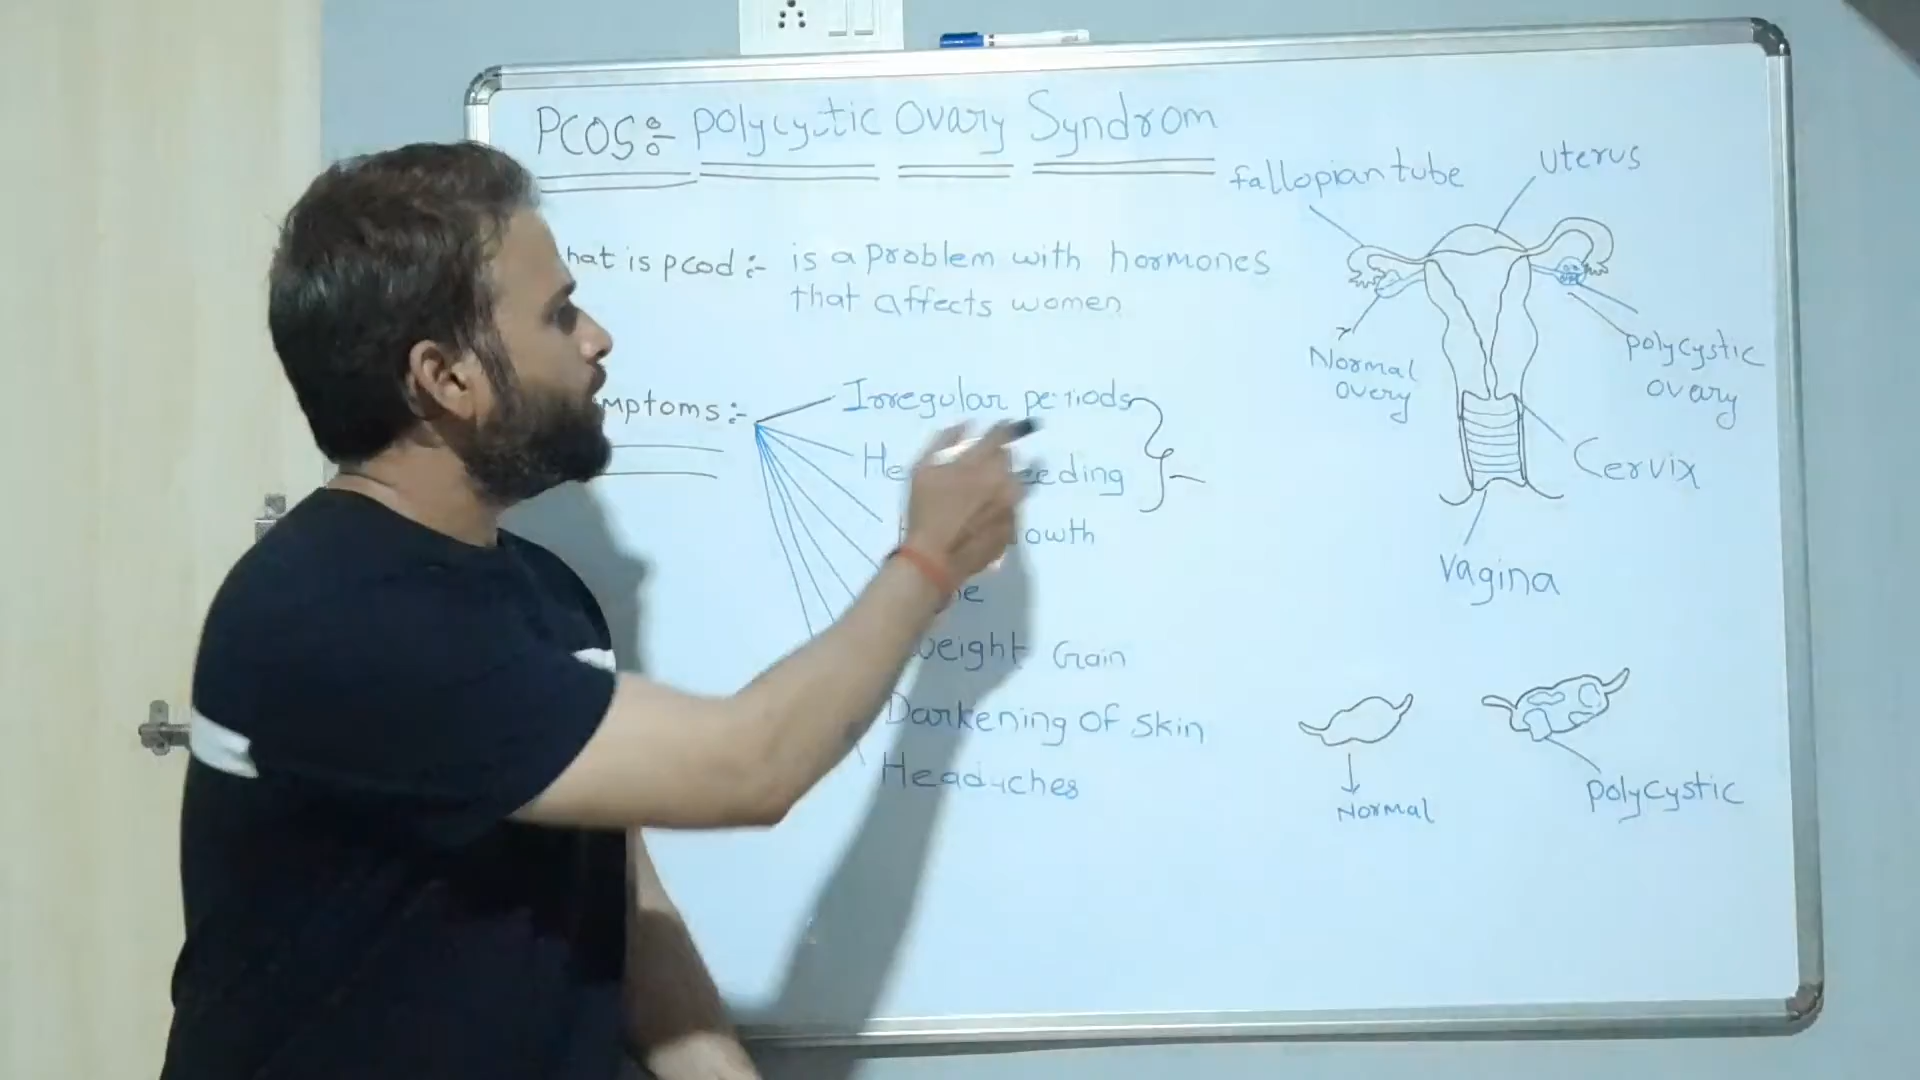 PCOS:- polycystic Ovary Syndrom
fallopian tube
uterus
hat is pcod :- is a problem with hormones
that affects women
Normal
overy
polycystic
ovary
mptoms :-
Irregular periods
eeding
owth
weight Gain
Darkening of skin
Headaches
Cervix
vagina
Normal
polycystic